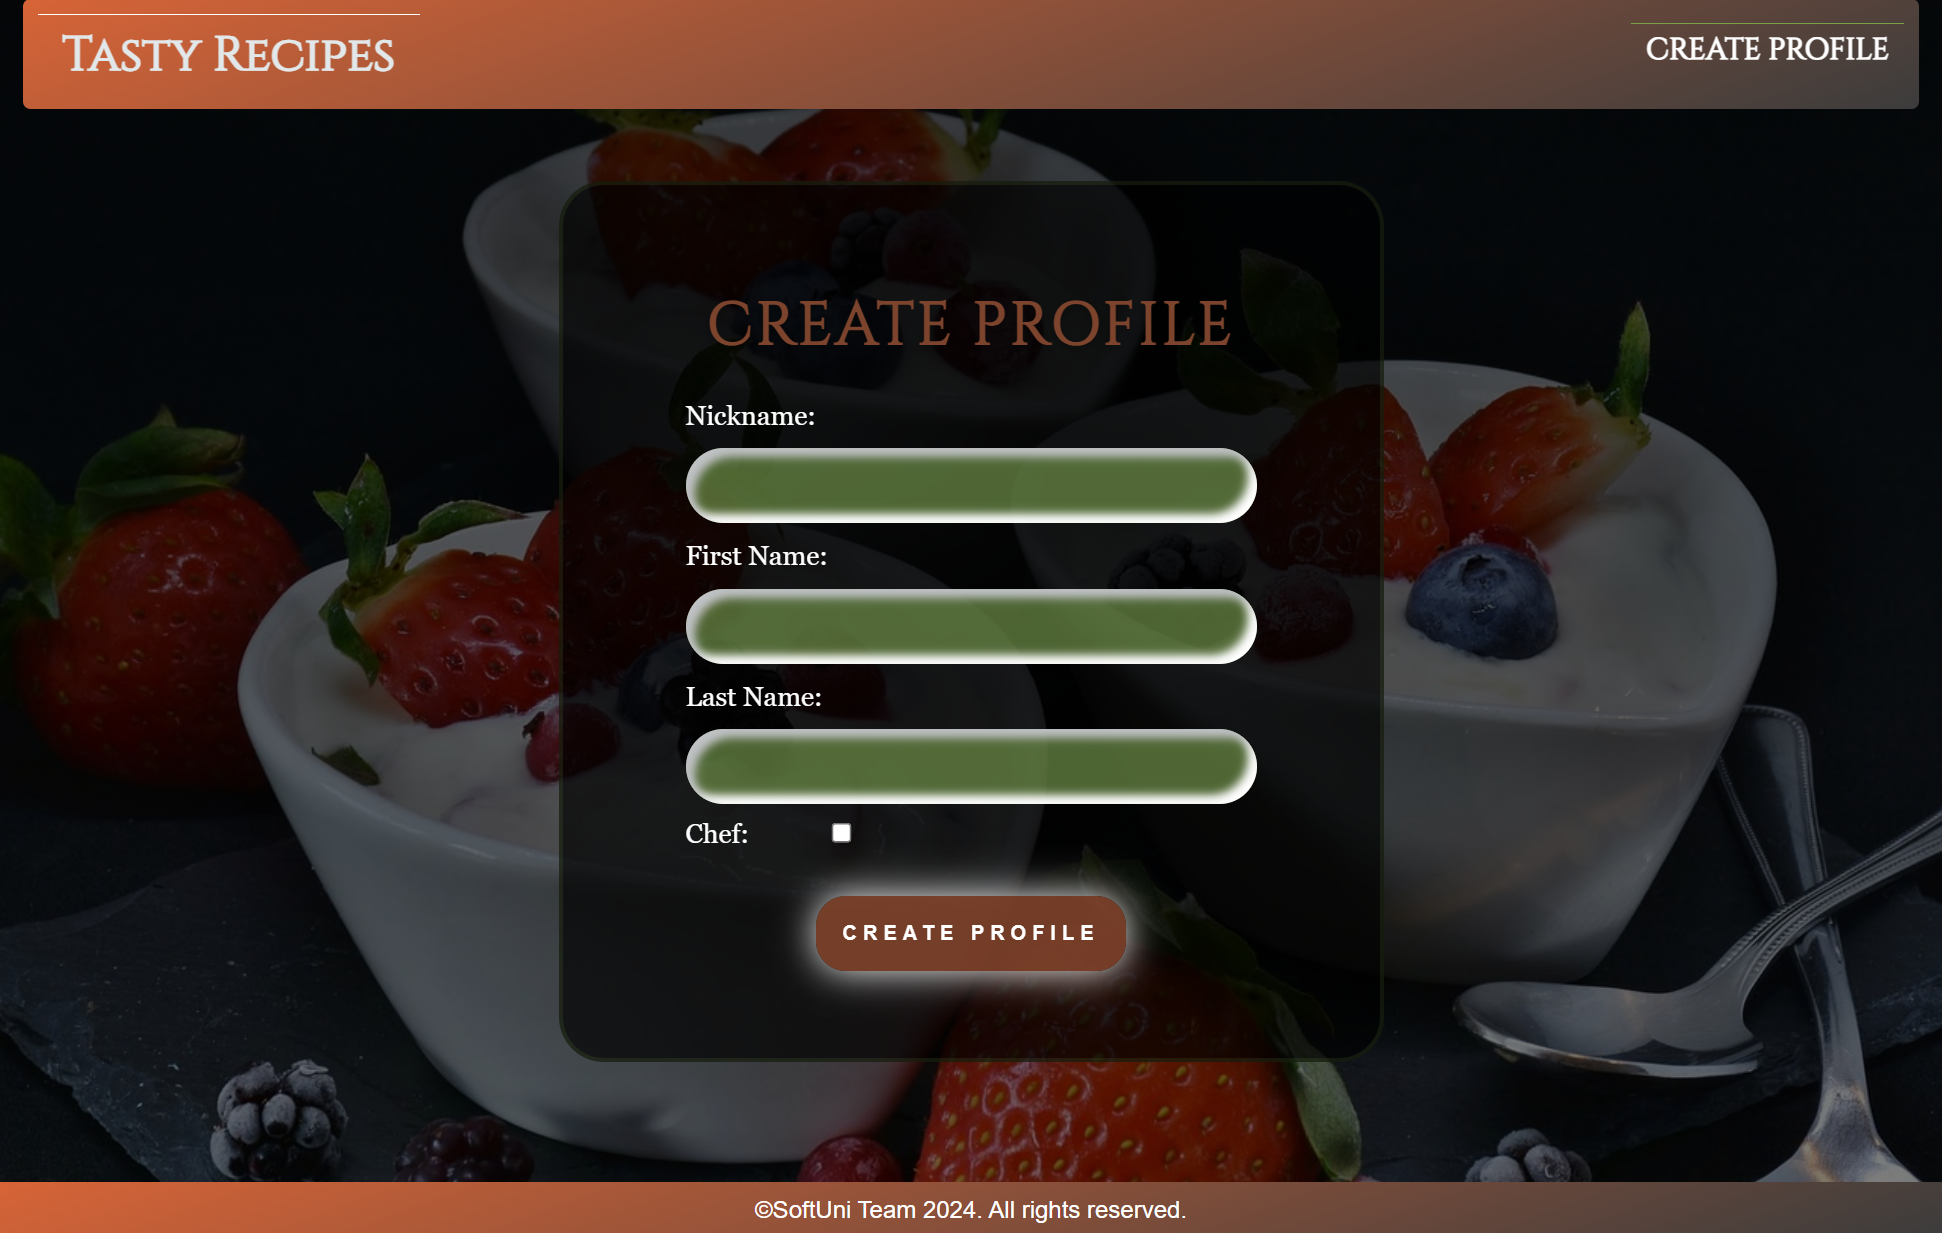 Tasty Recipes
CREATE PROFILE
CREATE PROFILE
Nickname:
First Name:
Last Name:
Chef:
CREATE PROFILE
©SoftUni Team 2024. All rights reserved.